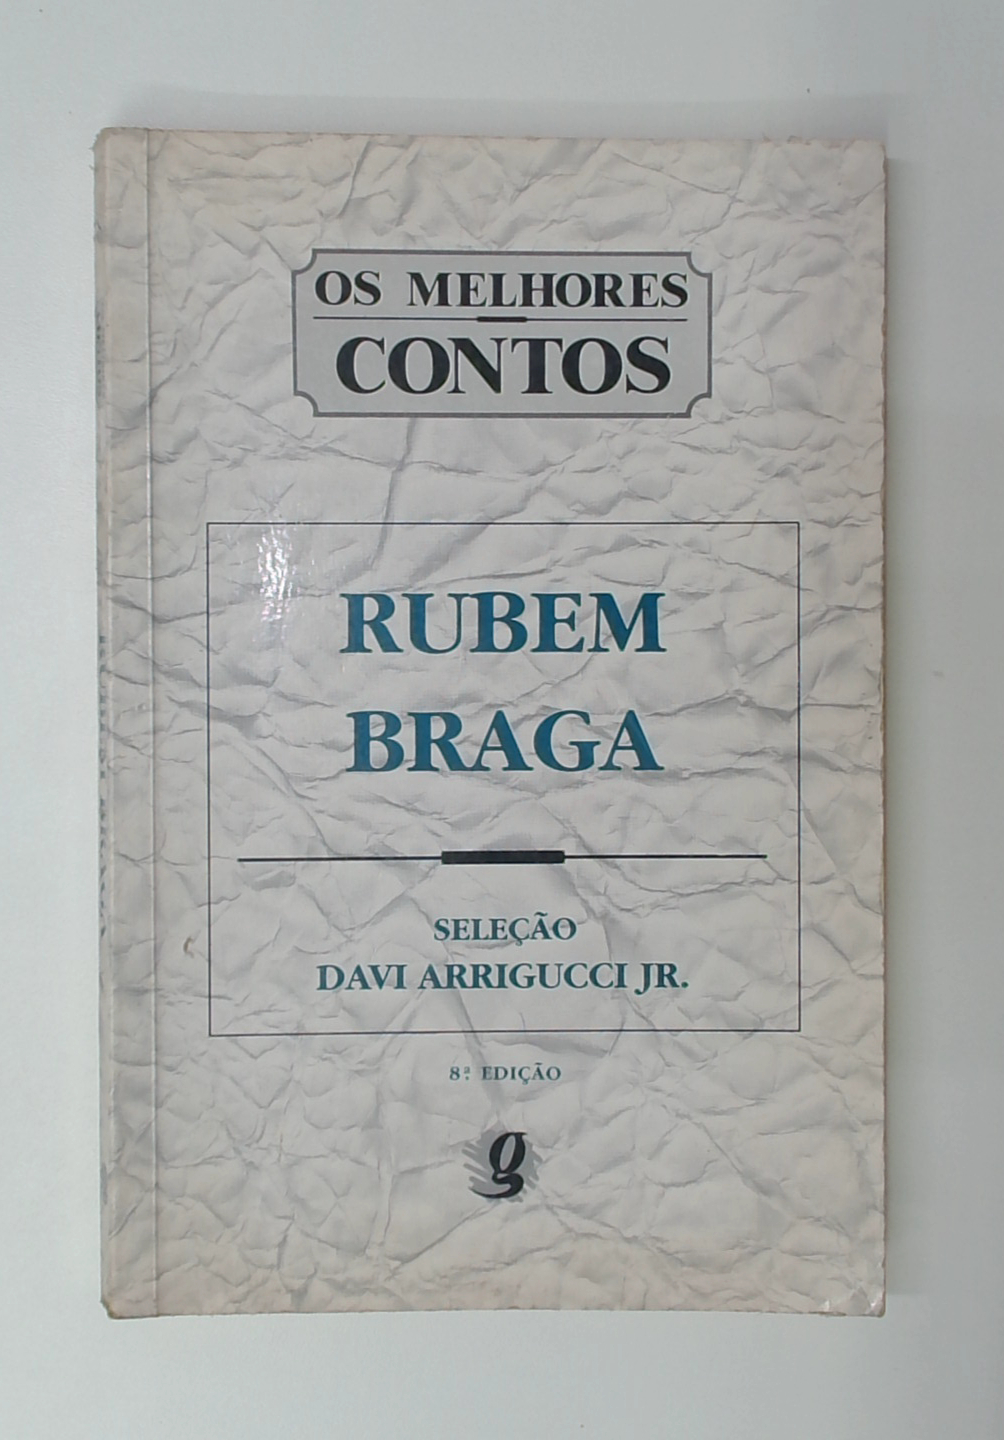 OS MELHORES
CONTOS
RUBEM
BRAGA
SELEÇÃO
DAVI ARRIGUCCI JR.
8ª. EDIÇÃO
g